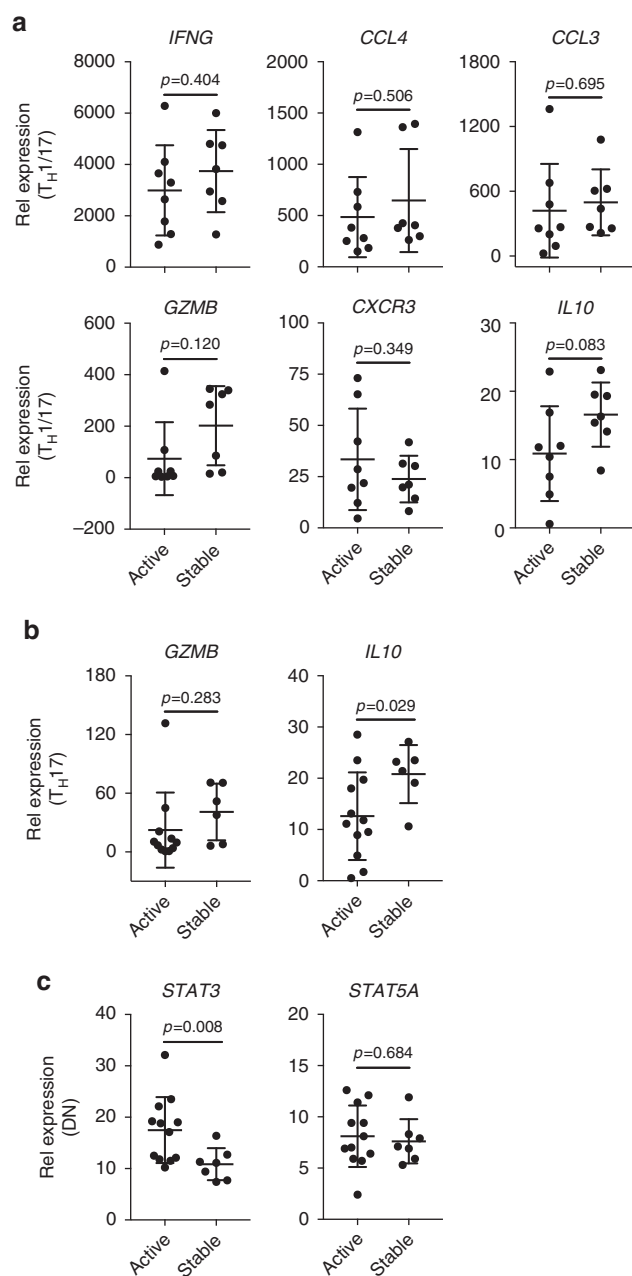 a
IFNG
CCL4
CCL3
Rel expression
(TH1/17)
8000
6000
4000
2000
0
p=0.404
2000
1500
1000
500
0
p=0.506
1800
1200
600
0
p=0.695
GZMB
CXCR3
IL10
Rel expression
(TH1/17)
600
400
200
0
–200
p=0.120
100
75
50
25
0
p=0.349
30
20
10
0
p=0.083
Active
Stable
Active
Stable
Active
Stable
b
GZMB
IL10
Rel expression
(TH17)
180
120
60
0
p=0.283
40
30
20
10
0
p=0.029
Active
Stable
Active
Stable
c
STAT3
STAT5A
Rel expression
(DN)
40
30
20
10
0
p=0.008
20
15
10
5
0
p=0.684
Active
Stable
Active
Stable